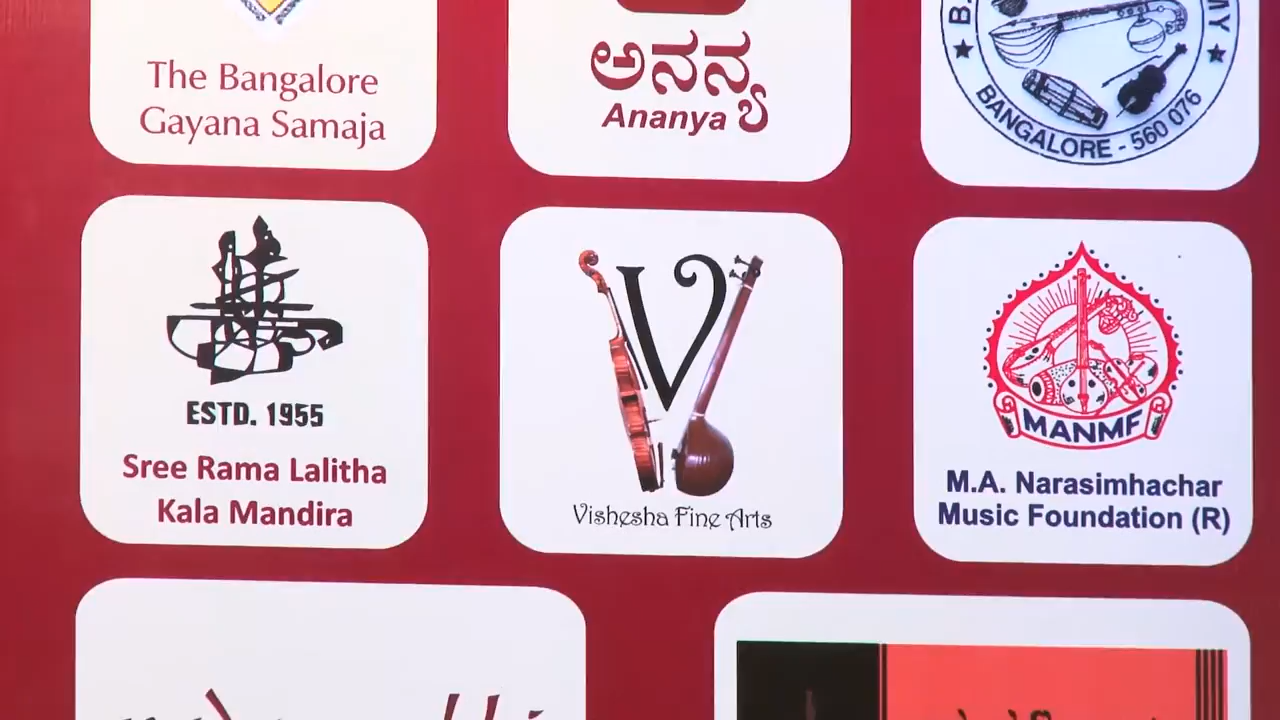 The Bangalore
Gayana Samaja
ಅನನ್ಯ
Ananya
BANGALORE - 560 076
ESTD. 1955
Sree Rama Lalitha
Kala Mandira
V
Vishesha Fine Arts
MANMF
M.A. Narasimhachar
Music Foundation (R)